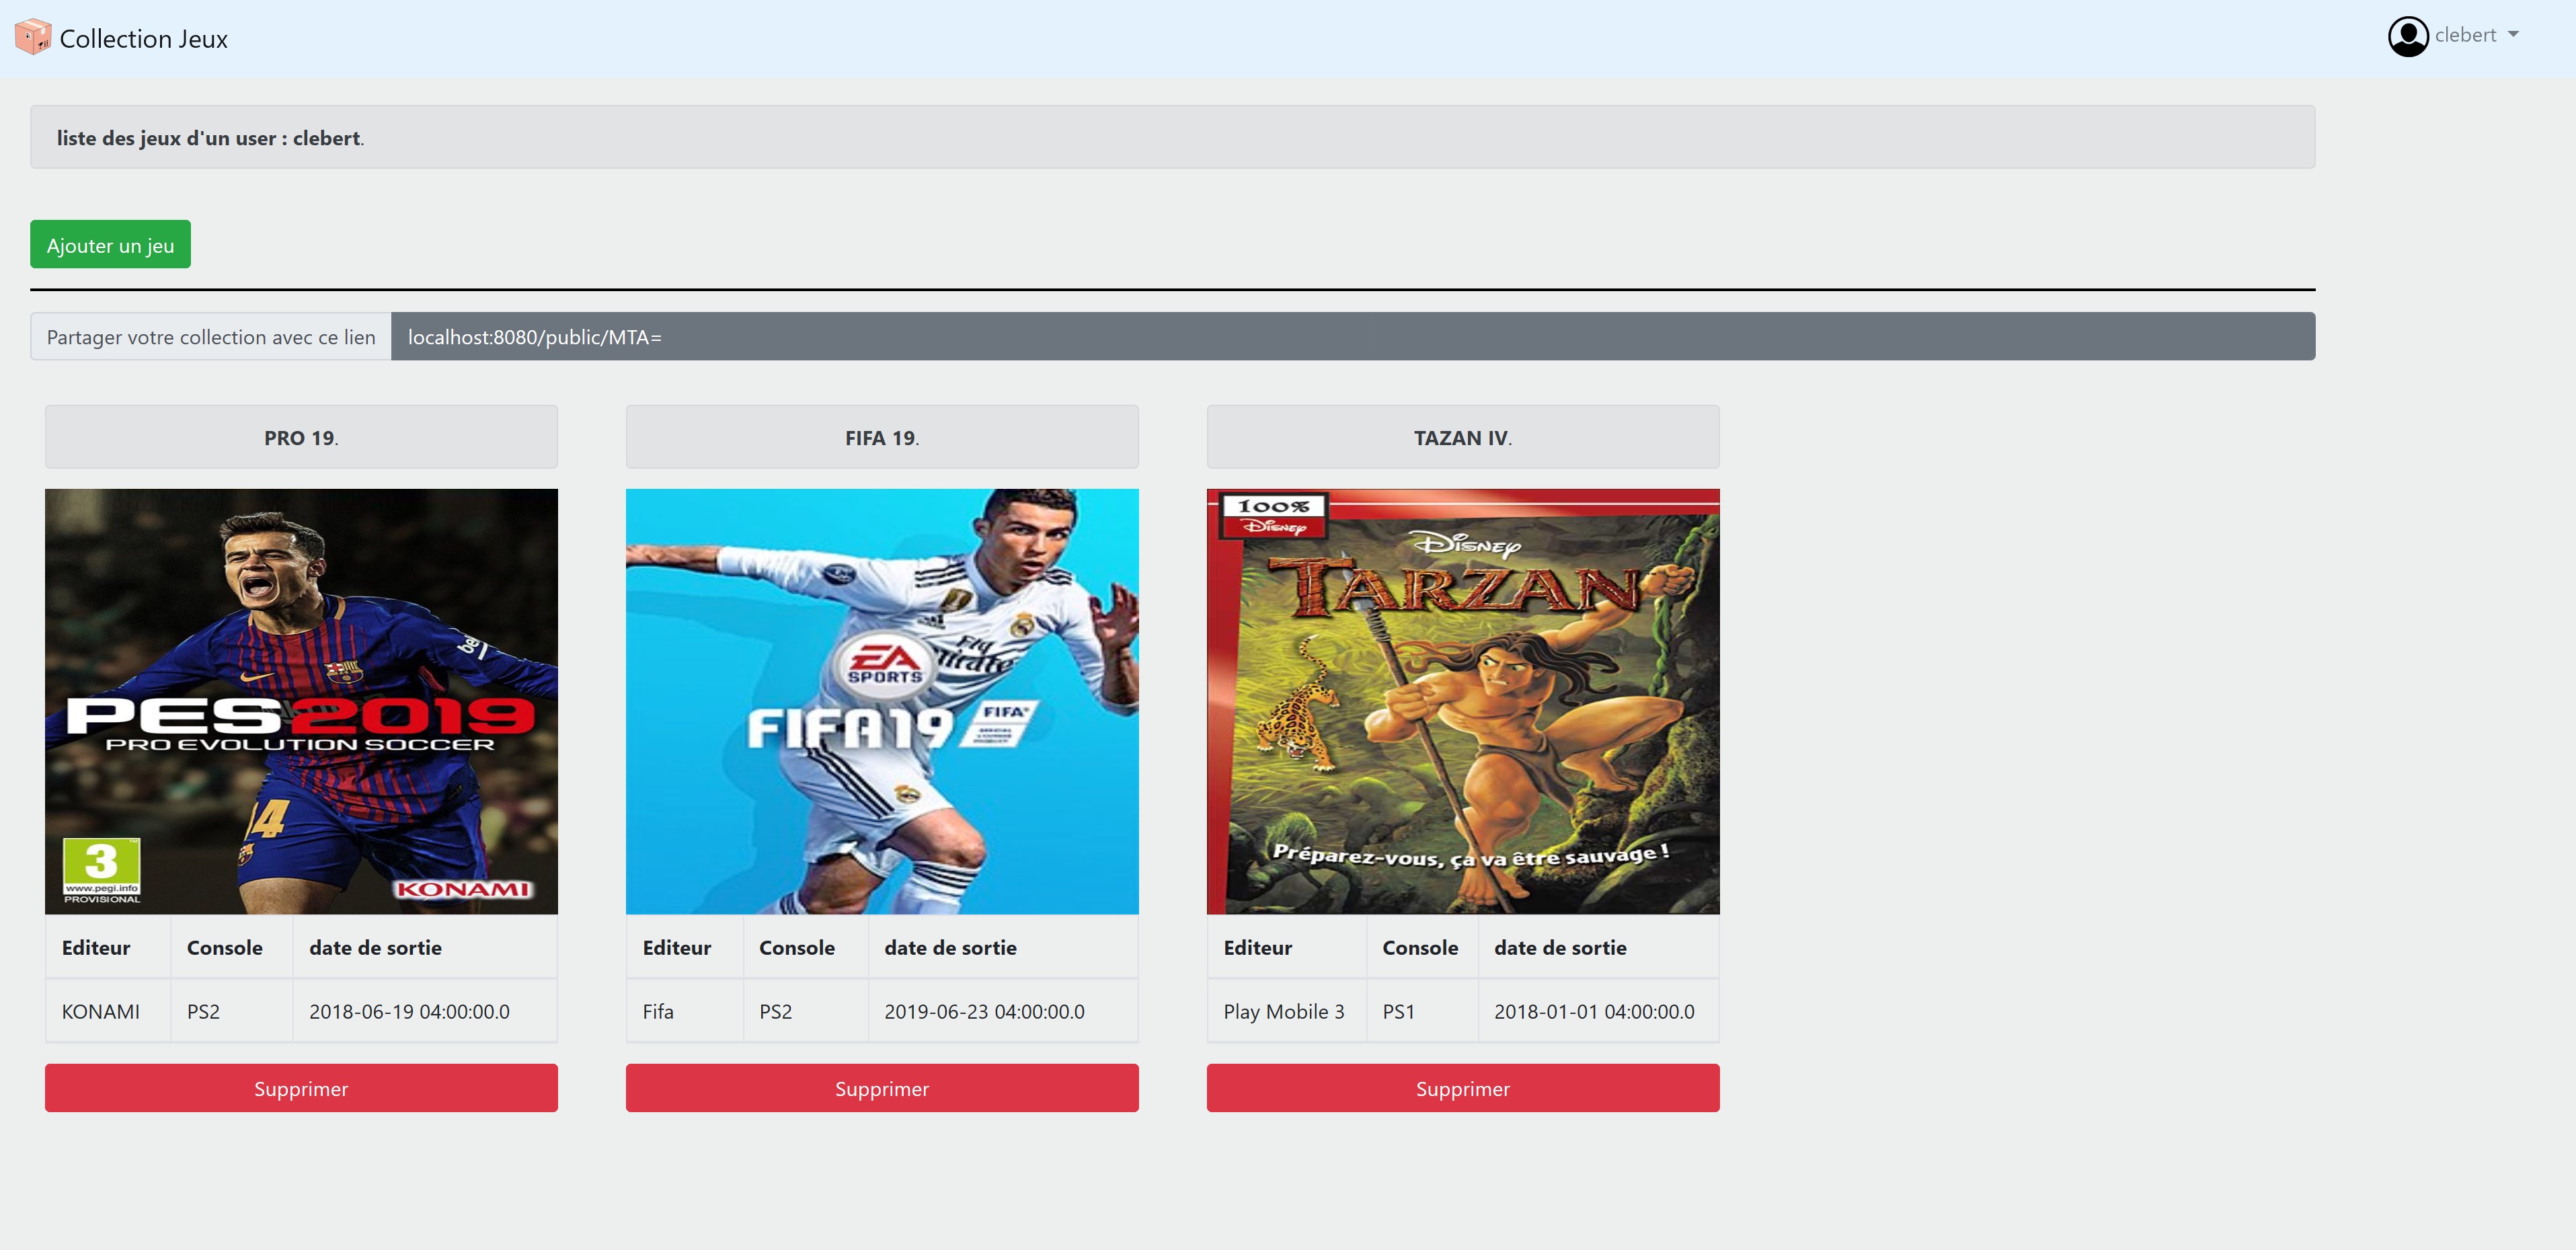 Collection Jeux
clebert
liste des jeux d'un user : clebert.
Ajouter un jeu
Partager votre collection avec ce lien localhost:8080/public/MTA=
PRO 19.
FIFA 19.
TAZAN IV.
PES2019
PRO EVOLUTION SOCCER
3
www.pegi.info
PROVISIONAL
KONAMI
14
Fly
Emirates
EA
SPORTS
FIFA19
FIFA
100%
Disney
Disney
TARZAN
Préparez-vous, ça va être sauvage !
Editeur Console date de sortie
KONAMI PS2 2018-06-19 04:00:00.0
Supprimer
Editeur Console date de sortie
Fifa PS2 2019-06-23 04:00:00.0
Supprimer
Editeur Console date de sortie
Play Mobile 3 PS1 2018-01-01 04:00:00.0
Supprimer